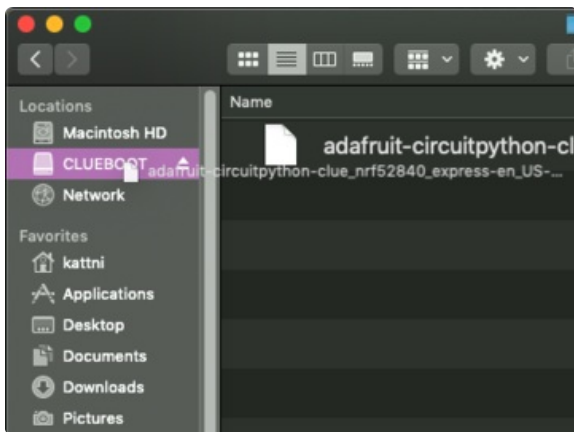 Locations
Macintosh HD
CLUEBOOT
Network
Favorites
kattni
Applications
Desktop
Documents
Downloads
Pictures
Name
adafruit-circuitpython-cl
adafruit-circuitpython-clue_nrf52840_express-en_US-...